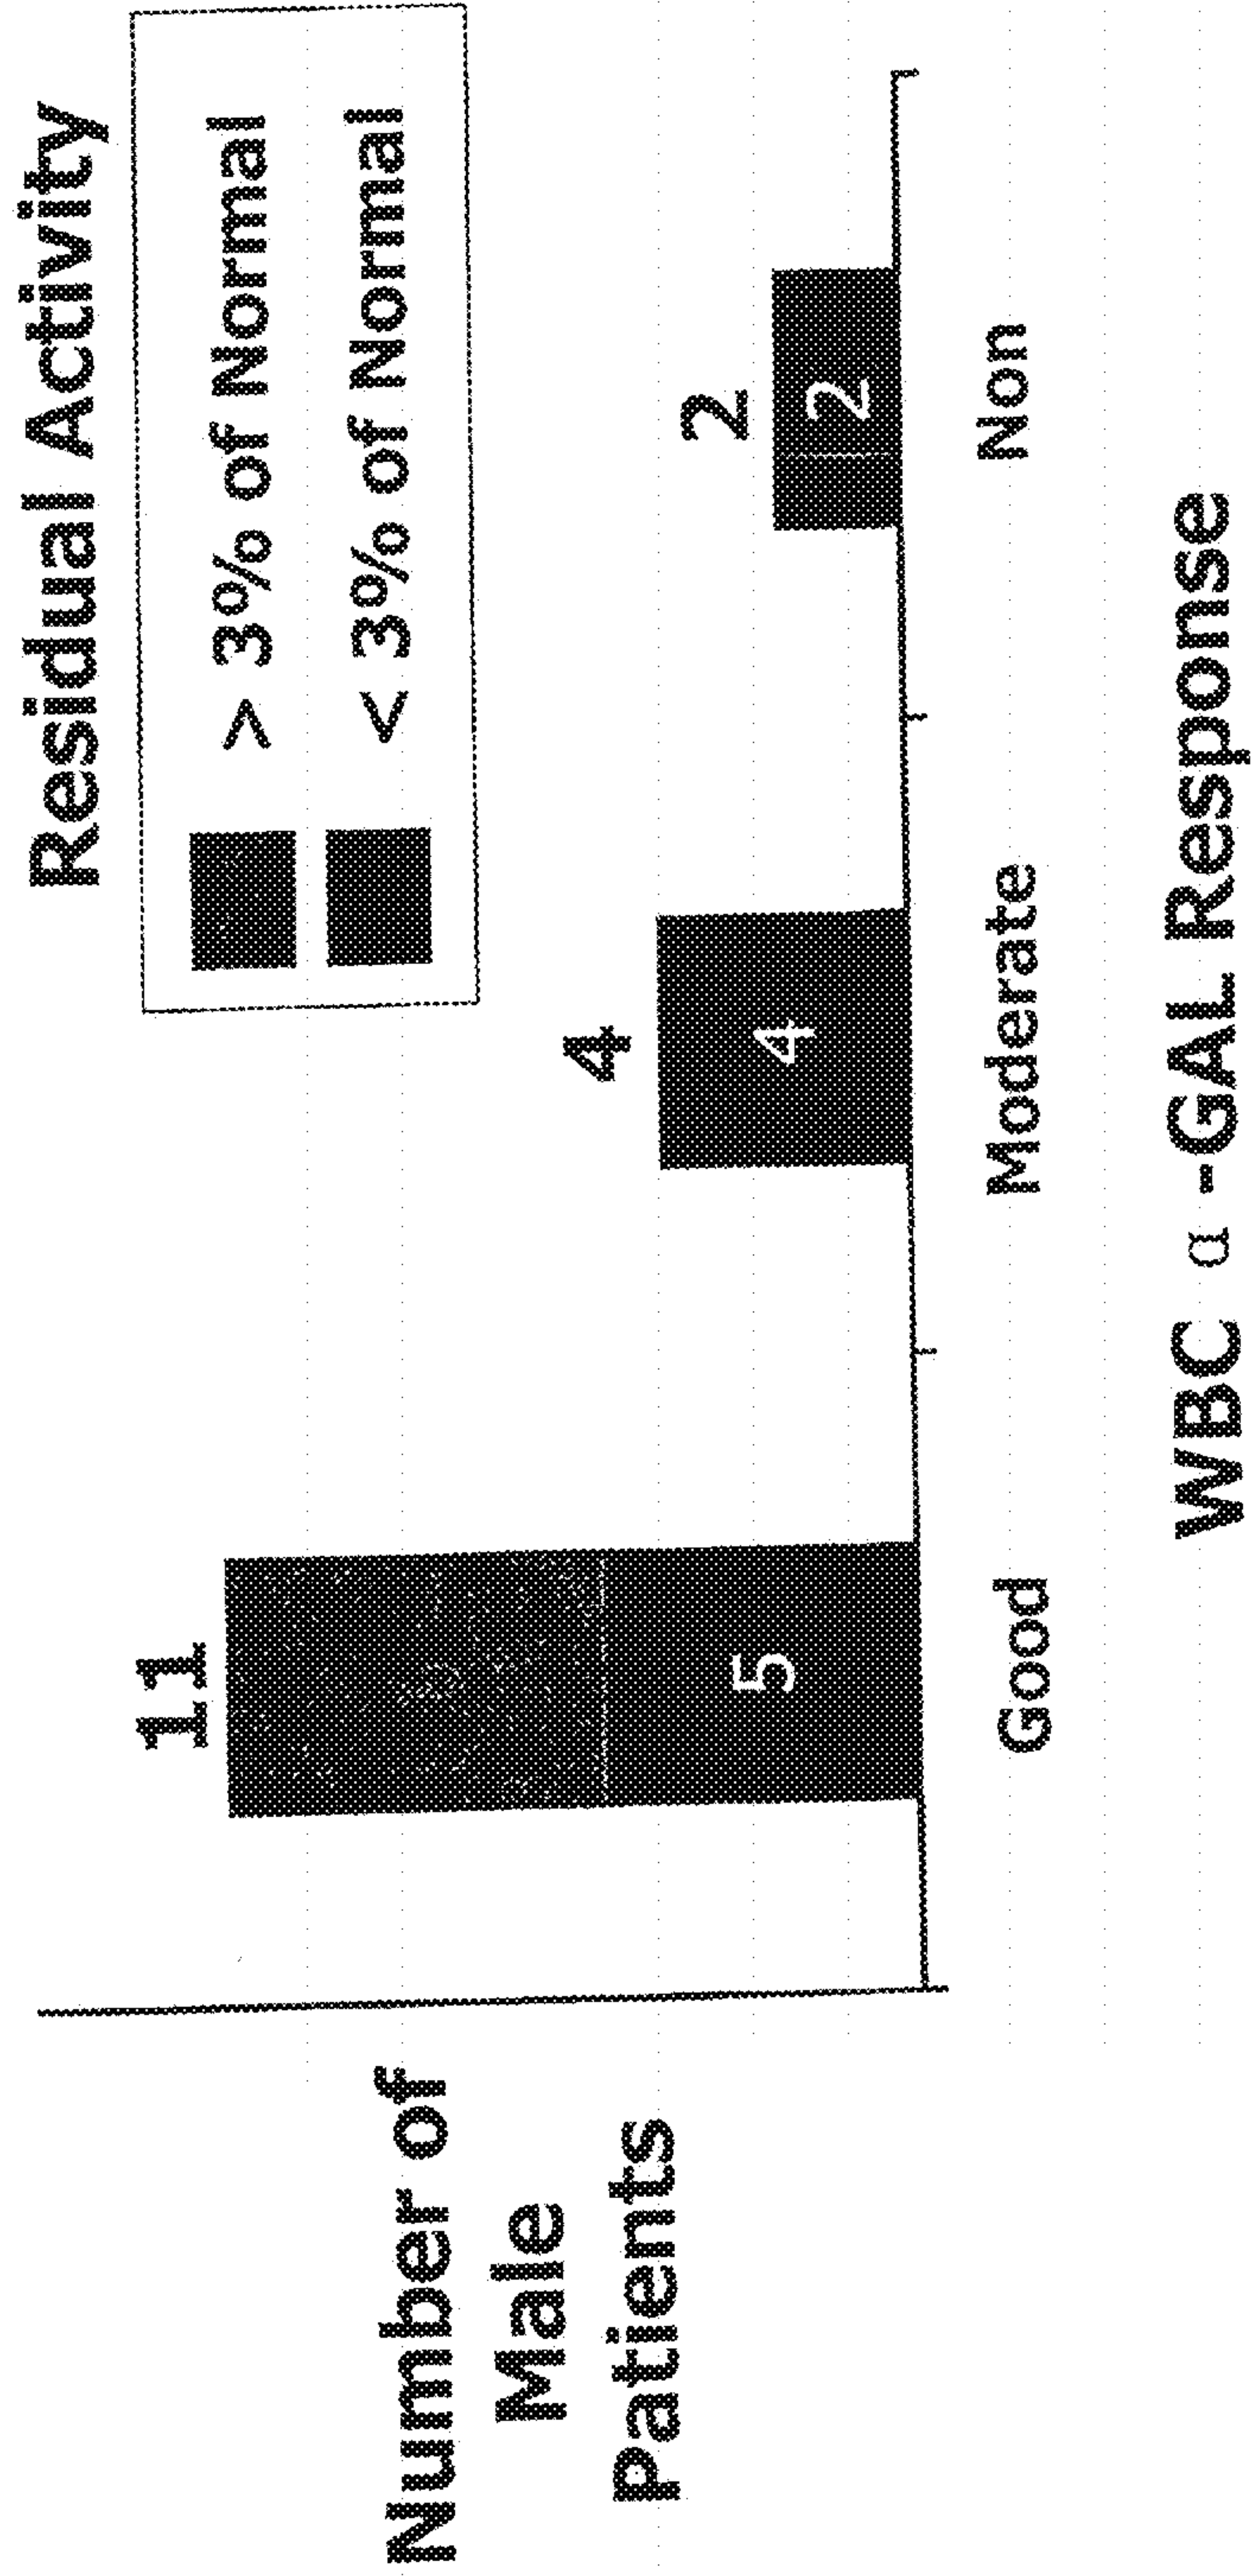 Residual Activity
> 3% of Normal
< 3% of Normal
Number of
Male
Patients
11
5
4
4
2
2
Good
Moderate
Non
WBC α -GAL Response